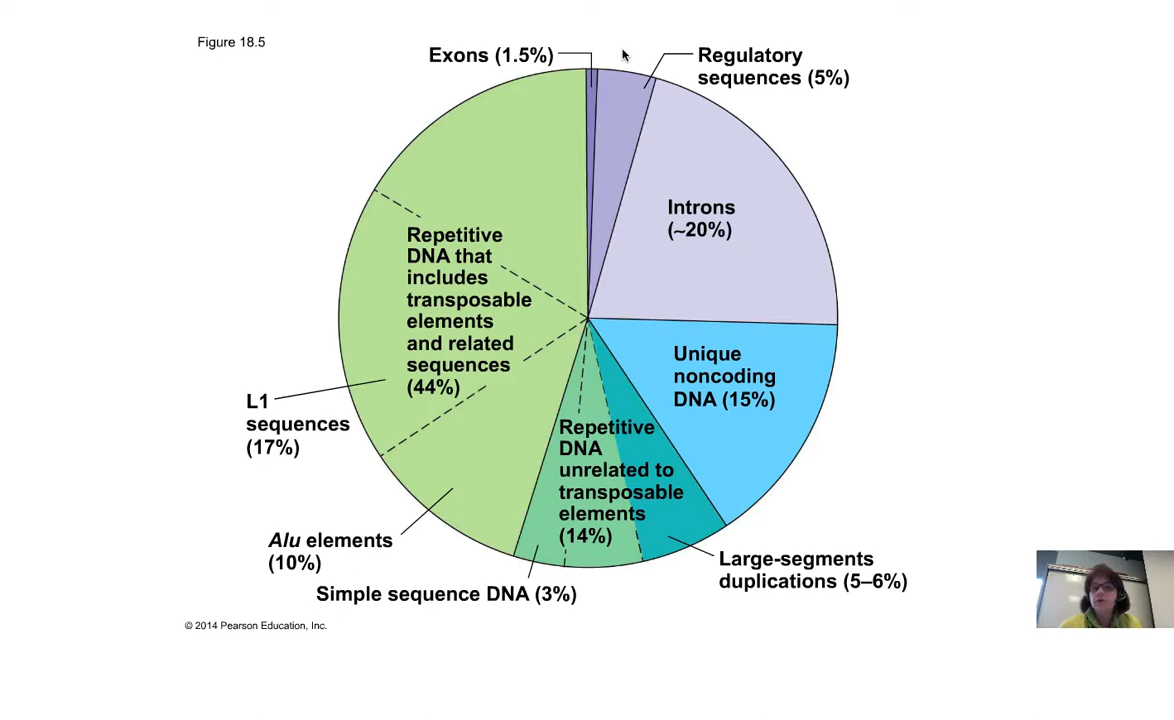 Figure 18.5
Exons (1.5%)
Regulatory
sequences (5%)
Introns
(~20%)
Repetitive
DNA that
includes
transposable
elements
and related
sequences
(44%)
Unique
noncoding
DNA (15%)
L1
sequences
(17%)
Repetitive
DNA
unrelated to
transposable
elements
(14%)
Alu elements
(10%)
Large-segments
duplications (5–6%)
Simple sequence DNA (3%)
© 2014 Pearson Education, Inc.